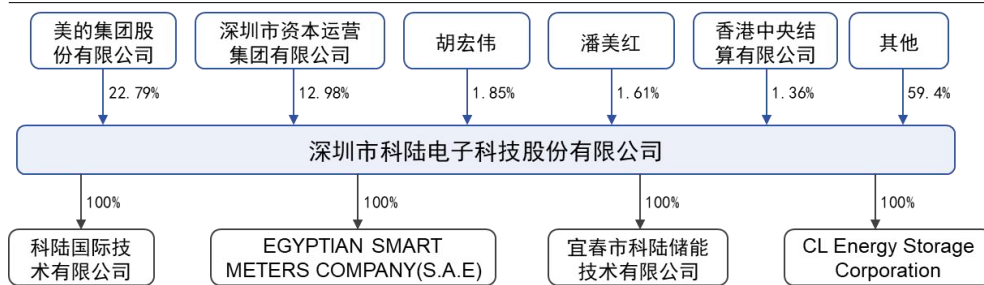 美的集团股
份有限公司
深圳市资本运营
集团有限公司
胡宏伟
潘美红
香港中央结
算有限公司
其他
22.79%
12.98%
1.85%
1.61%
1.36%
59.4%
深圳市科陆电子科技股份有限公司
100%
100%
100%
100%
科陆国际技
术有限公司
EGYPTIAN SMART
METERS COMPANY(S.A.E)
宜春市科陆储能
技术有限公司
CL Energy Storage
Corporation